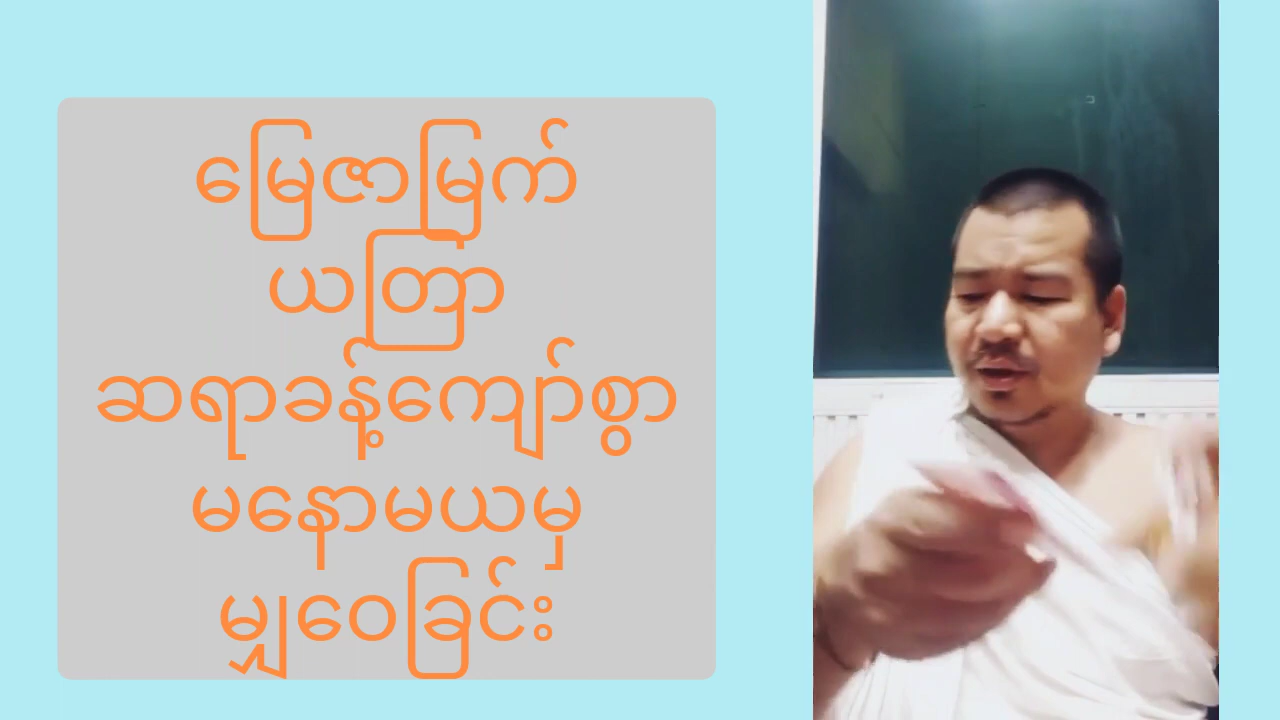 မြေဇာမြက်
ယတြာ
ဆရာခန့်ကျော်စွာ
မနောမယမှ
မျှဝေခြင်း